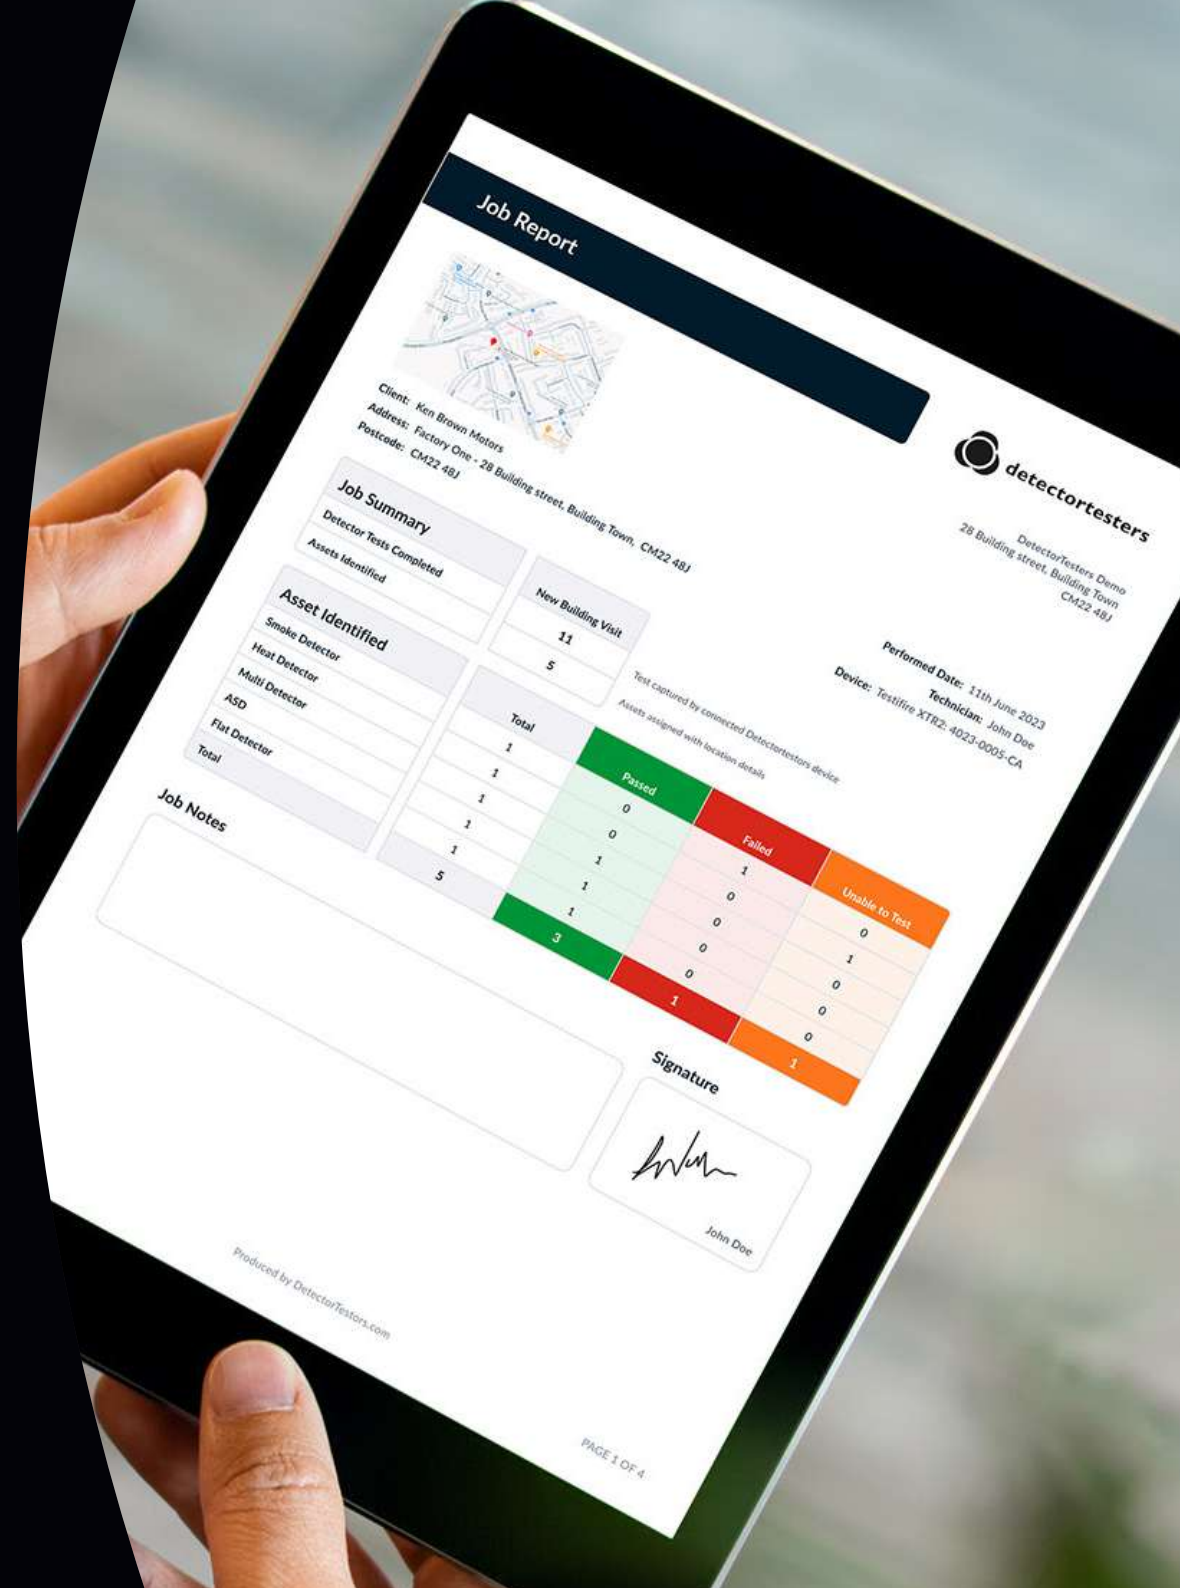 Job Report
detectortesters
Client: Ken Brown Motors
Address: Factory One - 28 Building street, Building Town, CM22 48J
Postcode: CM22 48J
DetectorTesters Demo
28 Building street, Building Town
CM22 48J
Performed Date: 11th June 2023
Technician: John Doe
Device: Testifire XTR2: 4023-0005-CA
Job Summary
New Building Visit
Detector Tests Completed
11
Test captured by connected Detectortestors device
Assets Identified
5
Assets assigned with location details
Asset Identified Total Passed Failed Unable to Test
Smoke Detector 1 0 1 0
Heat Detector 1 0 0 1
Multi Detector 1 1 0 0
ASD 1 1 0 0
Flat Detector 1 1 0 0
Total 5 3 1 1
Job Notes
Signature
John Doe
Produced by DetectorTestors.com
PAGE 1 OF 4